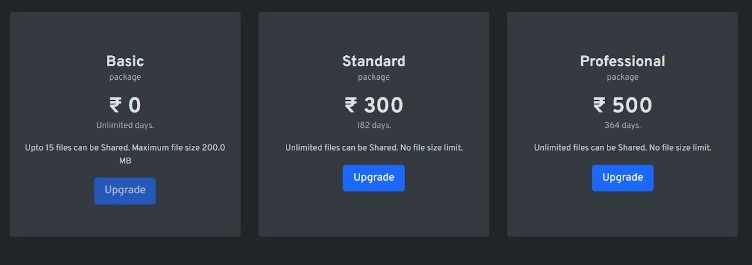 Basic
package
₹ 0
Unlimited days.
Upto 15 files can be Shared. Maximum file size 200.0
MB
Upgrade
Standard
package
₹ 300
182 days.
Unlimited files can be Shared. No file size limit.
Upgrade
Professional
package
₹ 500
364 days.
Unlimited files can be Shared. No file size limit.
Upgrade